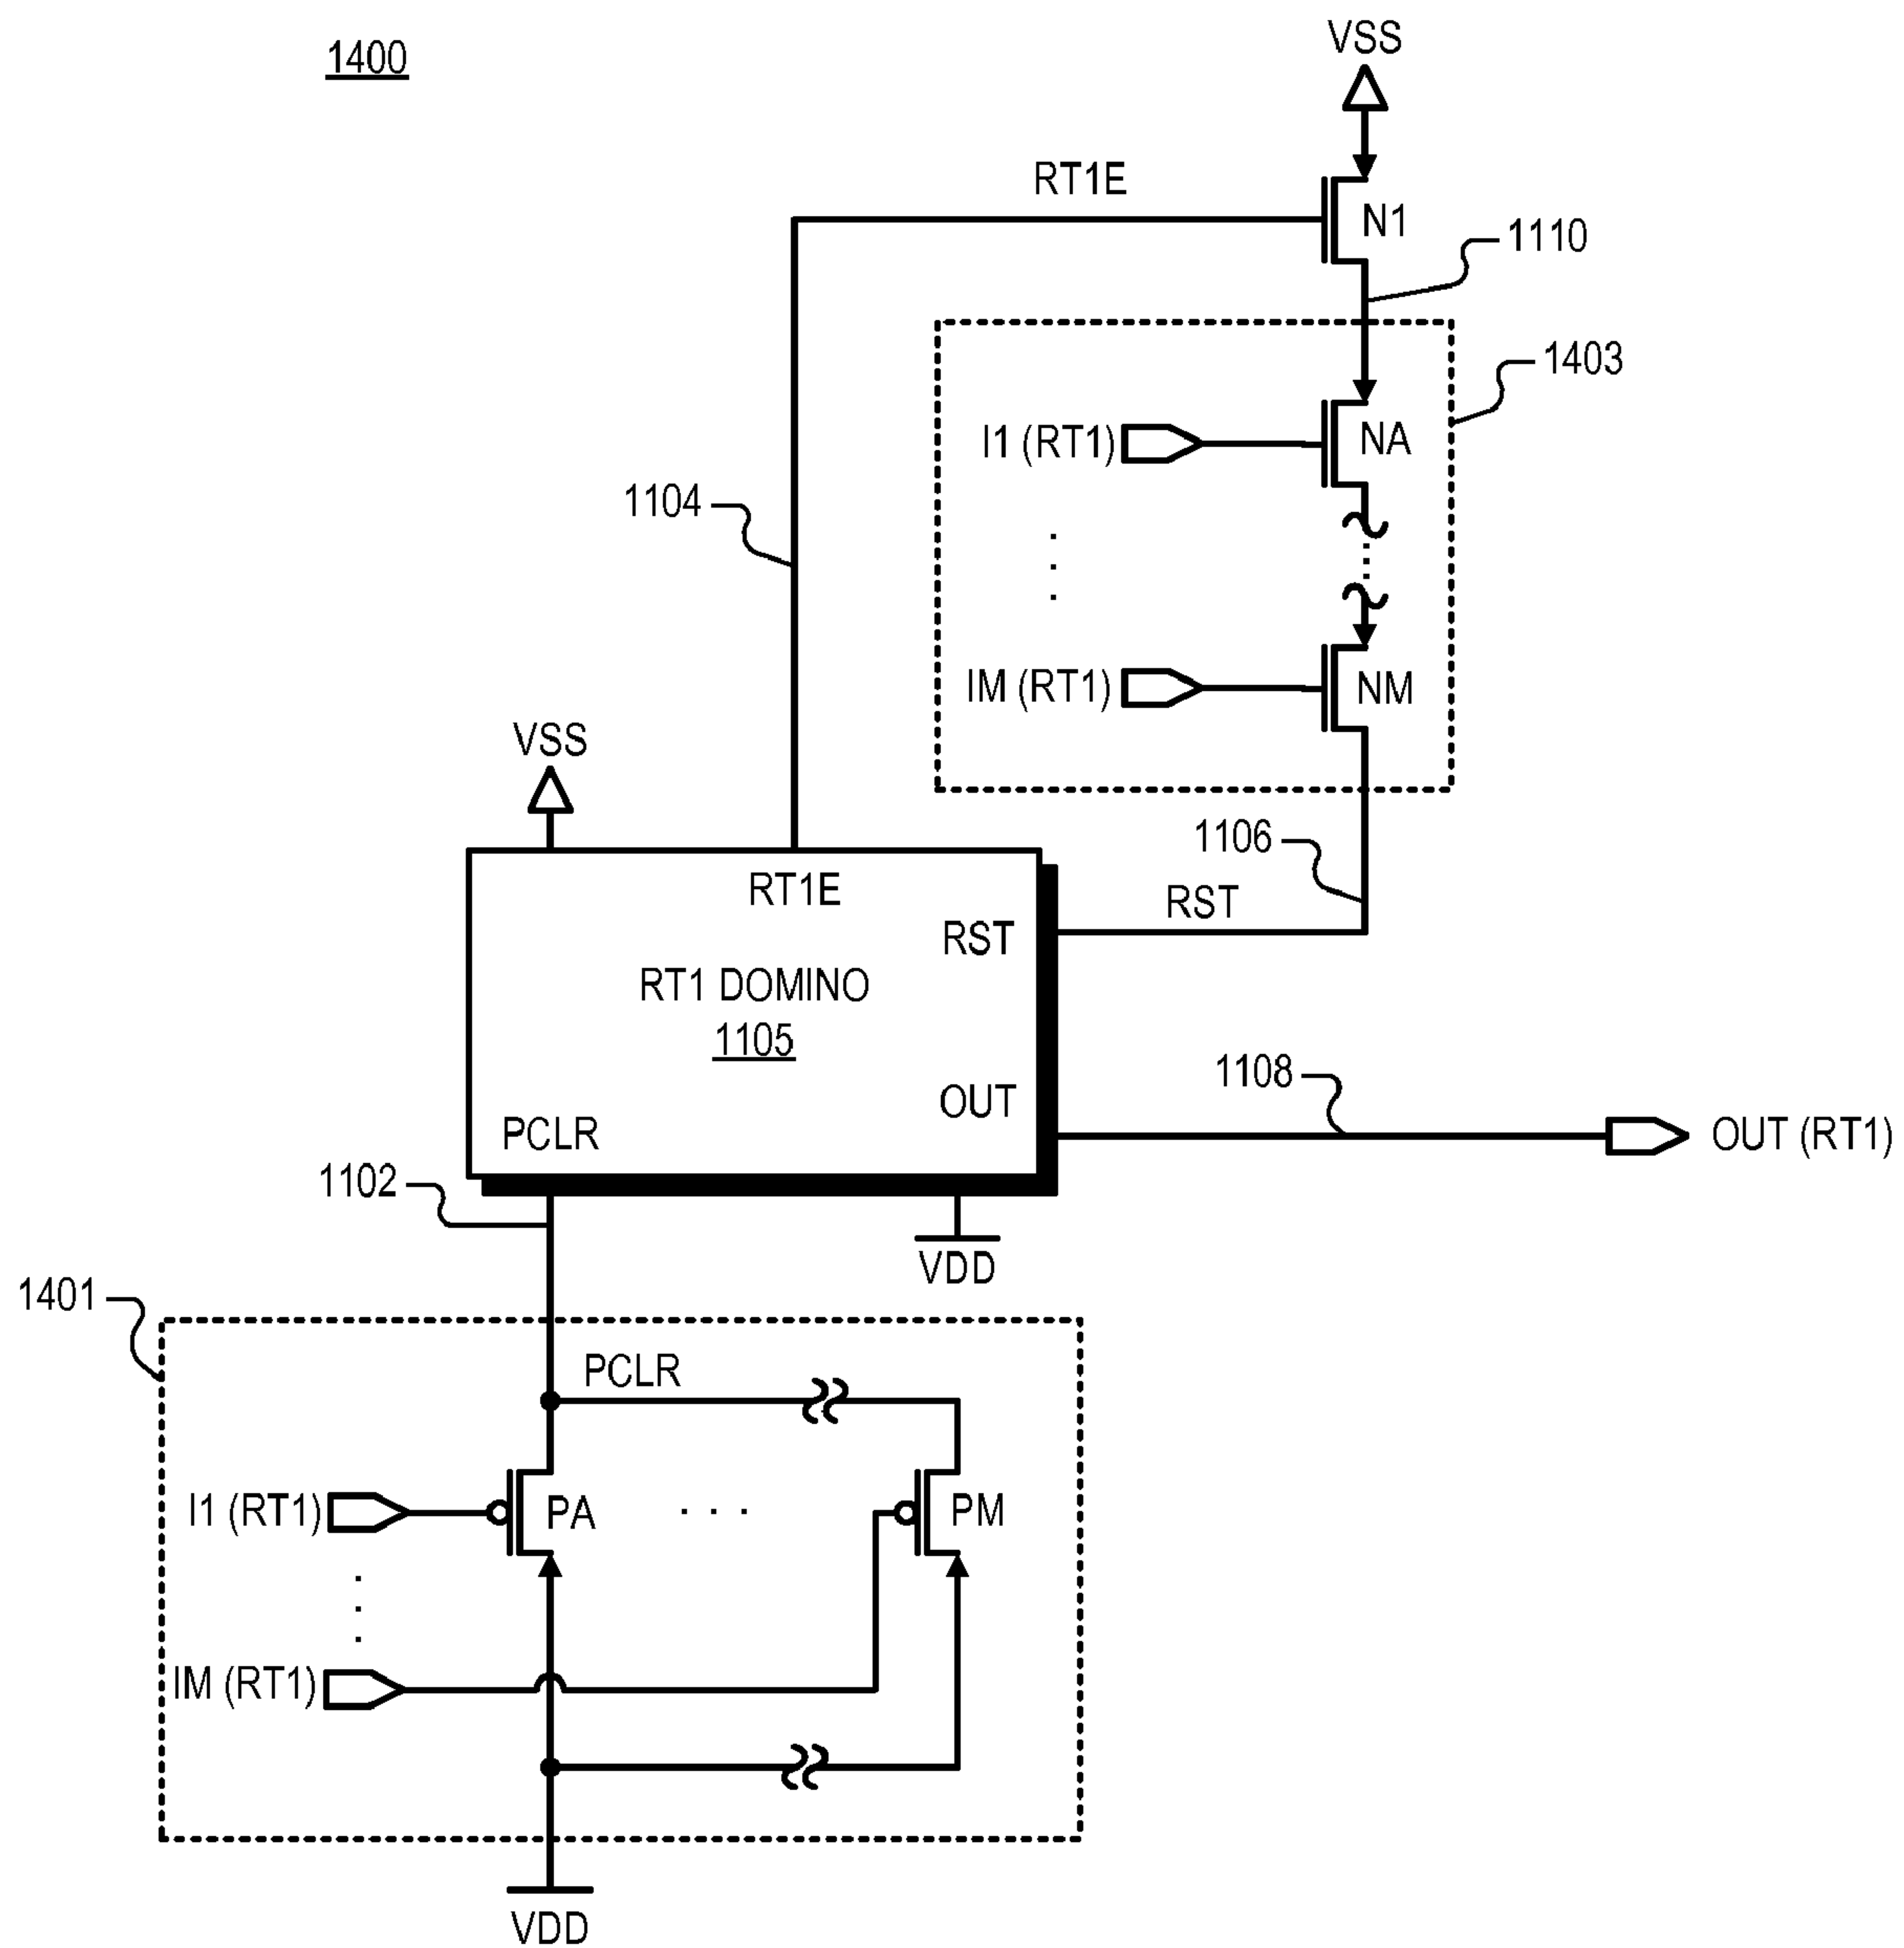 1400
VSS
RT1E
N1
1110
1403
I1 (RT1)
NA
1104
IM (RT1)
NM
VSS
1106
RT1E
RST
RST
RT1 DOMINO
1105
1108
OUT
OUT (RT1)
PCLR
1102
VDD
1401
PCLR
I1 (RT1)
PA
. . .
PM
IM (RT1)
VDD